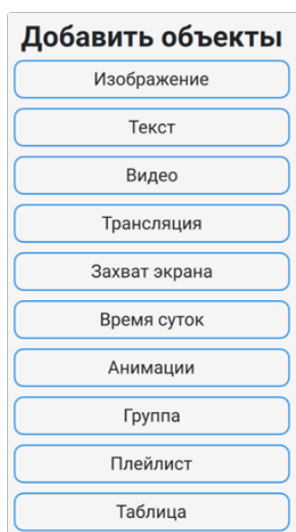 Добавить объекты
Изображение
Текст
Видео
Трансляция
Захват экрана
Время суток
Анимации
Группа
Плейлист
Таблица